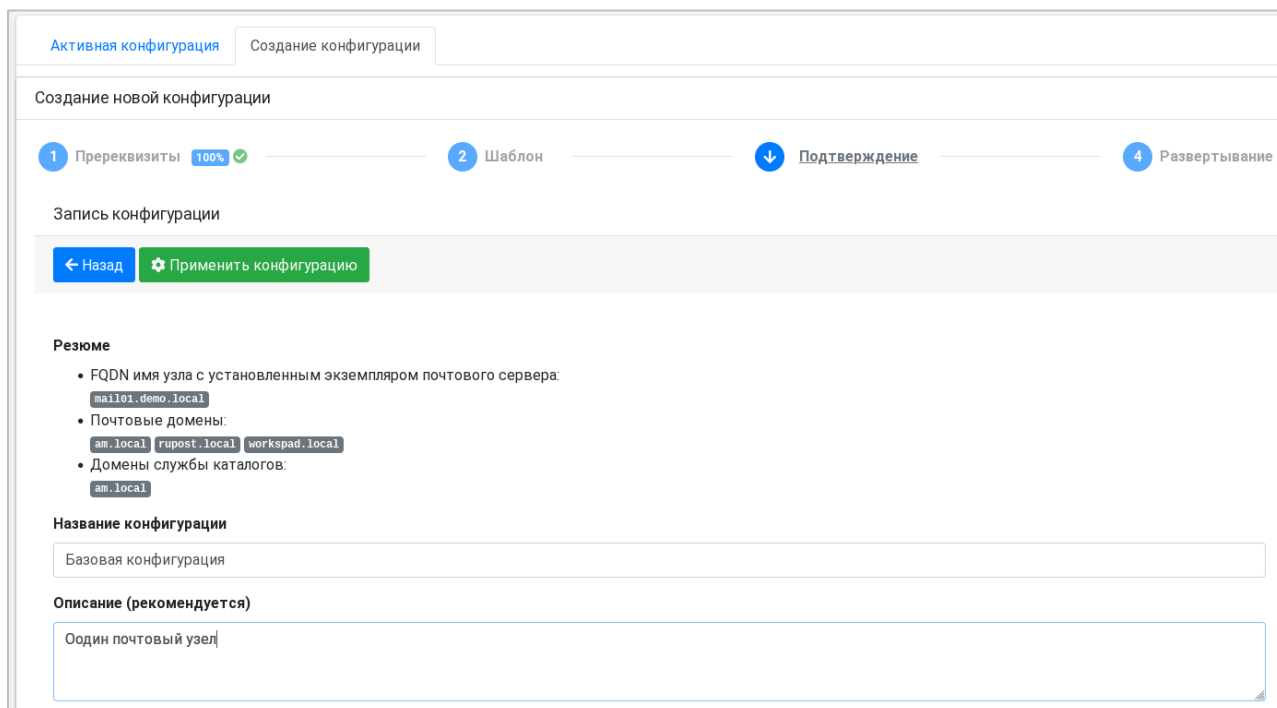 Активная конфигурация Создание конфигурации
Создание новой конфигурации
1 Пререквизиты 100% 2 Шаблон Подтверждение 4 Развертывание
Запись конфигурации
Назад Применить конфигурацию
Резюме
• FQDN имя узла с установленным экземпляром почтового сервера:
mail01.demo.local
• Почтовые домены:
am.local rupost.local workspad.local
• Домены службы каталогов:
am.local
Название конфигурации
Базовая конфигурация
Описание (рекомендуется)
Оодин почтовый узел